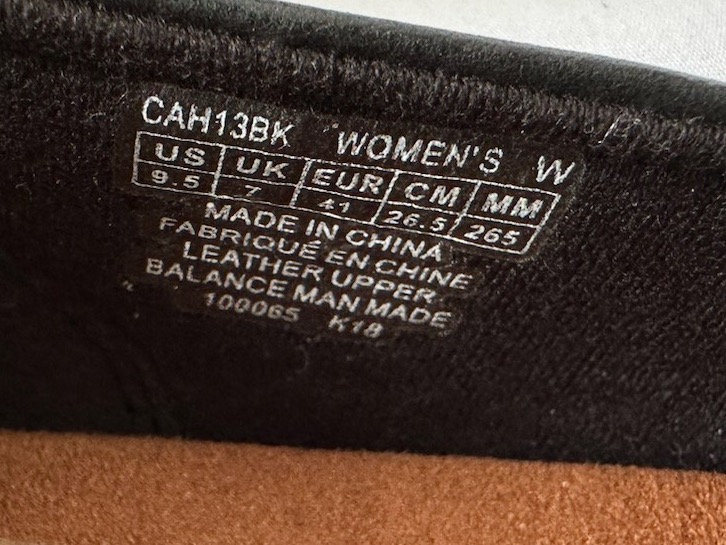 CAH13BK WOMEN'S W
US UK EUR CM MM
9.5 7 41 26.5 265
MADE IN CHINA
FABRIQUÉ EN CHINE
LEATHER UPPER
BALANCE MAN MADE
100065 K18